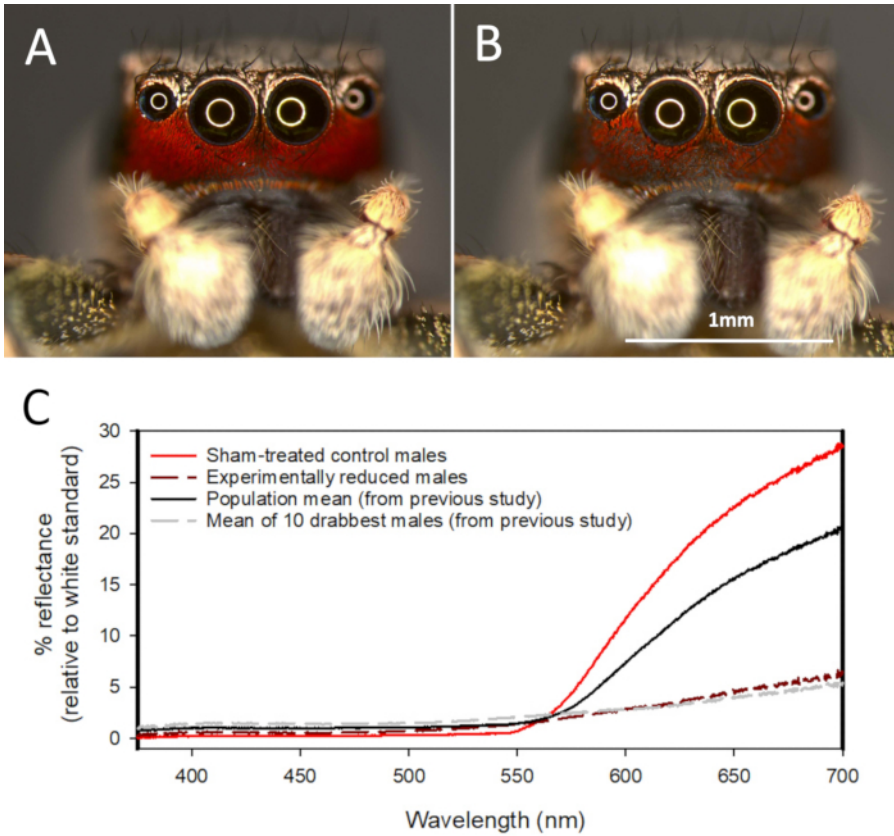 A
B
1mm
C
30
25
20
15
10
5
0
% reflectance
(relative to white standard)
Sham-treated control males
Experimentally reduced males
Population mean (from previous study)
Mean of 10 drabbest males (from previous study)
400
450
500
550
600
650
700
Wavelength (nm)